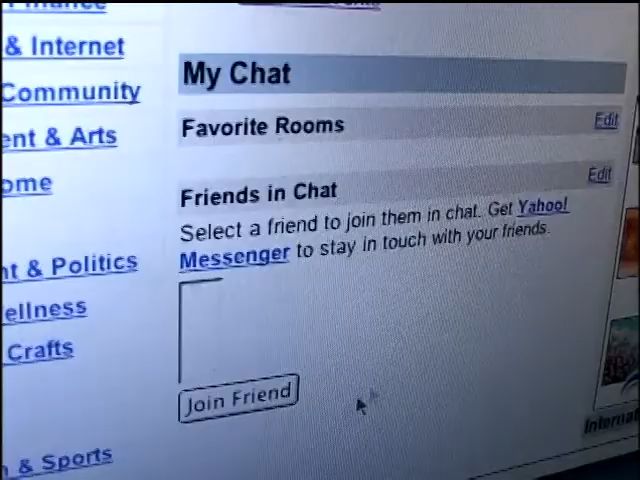 & Internet
Community
ent & Arts
ome
t & Politics
ellness
Crafts
& Sports
My Chat
Favorite Rooms
Edit
Friends in Chat
Edit
Select a friend to join them in chat. Get Yahoo!
Messenger to stay in touch with your friends.
Join Friend